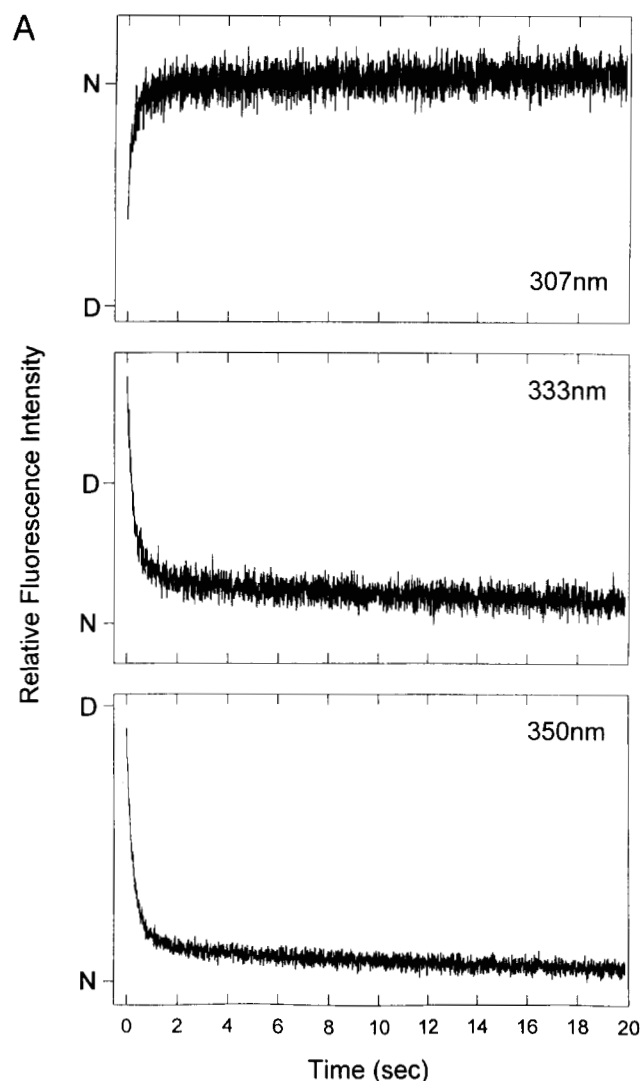 A
N
D
307nm
333nm
D
N
Relative Fluorescence Intensity
D
350nm
N
0 2 4 6 8 10 12 14 16 18 20
Time (sec)